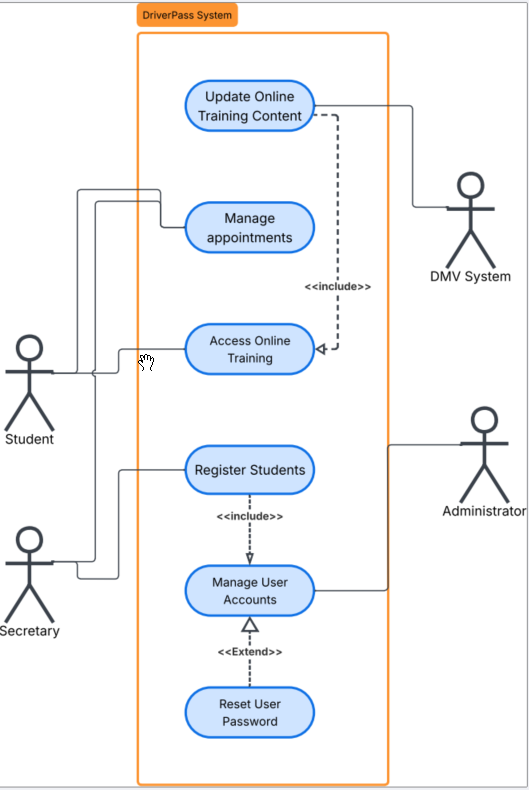 DriverPass System
Update Online
Training Content
Manage
appointments
DMV System
<<include>>
Access Online
Training
Student
Register Students
Administrator
<<include>>
Manage User
Accounts
Secretary
<<Extend>>
Reset User
Password